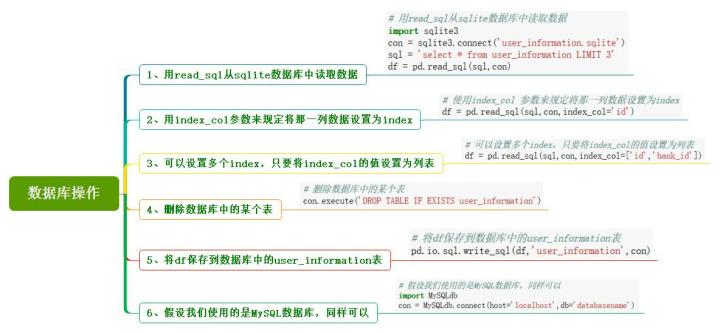 数据库操作
1、用read_sql从sqlite数据库中读取数据
# 用read_sql从sqlite数据库中读取数据
import sqlite3
con = sqlite3.connect('user_information.sqlite')
sql = 'select * from user_information LIMIT 3'
df = pd.read_sql(sql,con)
2、用index_col参数来规定将那一列数据设置为index
# 使用index_col 参数来规定将那一列数据设置为index
df = pd.read_sql(sql,con,index_col='id')
3、可以设置多个index，只要将index_col的值设置为列表
# 可以设置多个index，只要将index_col的值设置为列表
df = pd.read_sql(sql,con,index_col=['id','bank_id'])
4、删除数据库中的某个表
# 删除数据库中的某个表
con.execute('DROP TABLE IF EXISTS user_information')
5、将df保存到数据库中的user_information表
# 将df保存到数据库中的user_information表
pd.io.sql.write_sql(df,'user_information',con)
6、假设我们使用的是MySQL数据库，同样可以
# 假设我们使用的是MySQL数据库，同样可以
import MySQLdb
con = MySQLdb.connect(host='localhost',db='databasename')